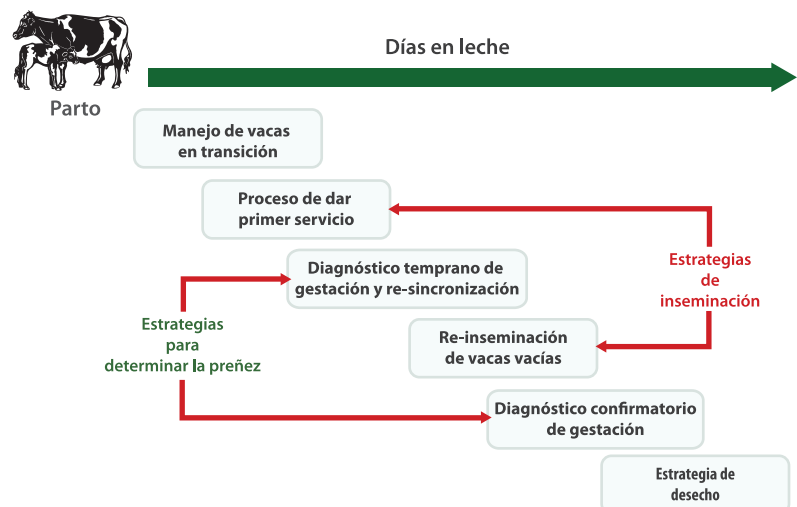 Días en leche
Parto
Manejo de vacas
en transición
Proceso de dar
primer servicio
Diagnóstico temprano de
gestación y re-sincronización
Estrategias
de
inseminación
Estrategias
para
determinar la preñez
Re-inseminación
de vacas vacías
Diagnóstico confirmatorio
de gestación
Estrategia de
desecho